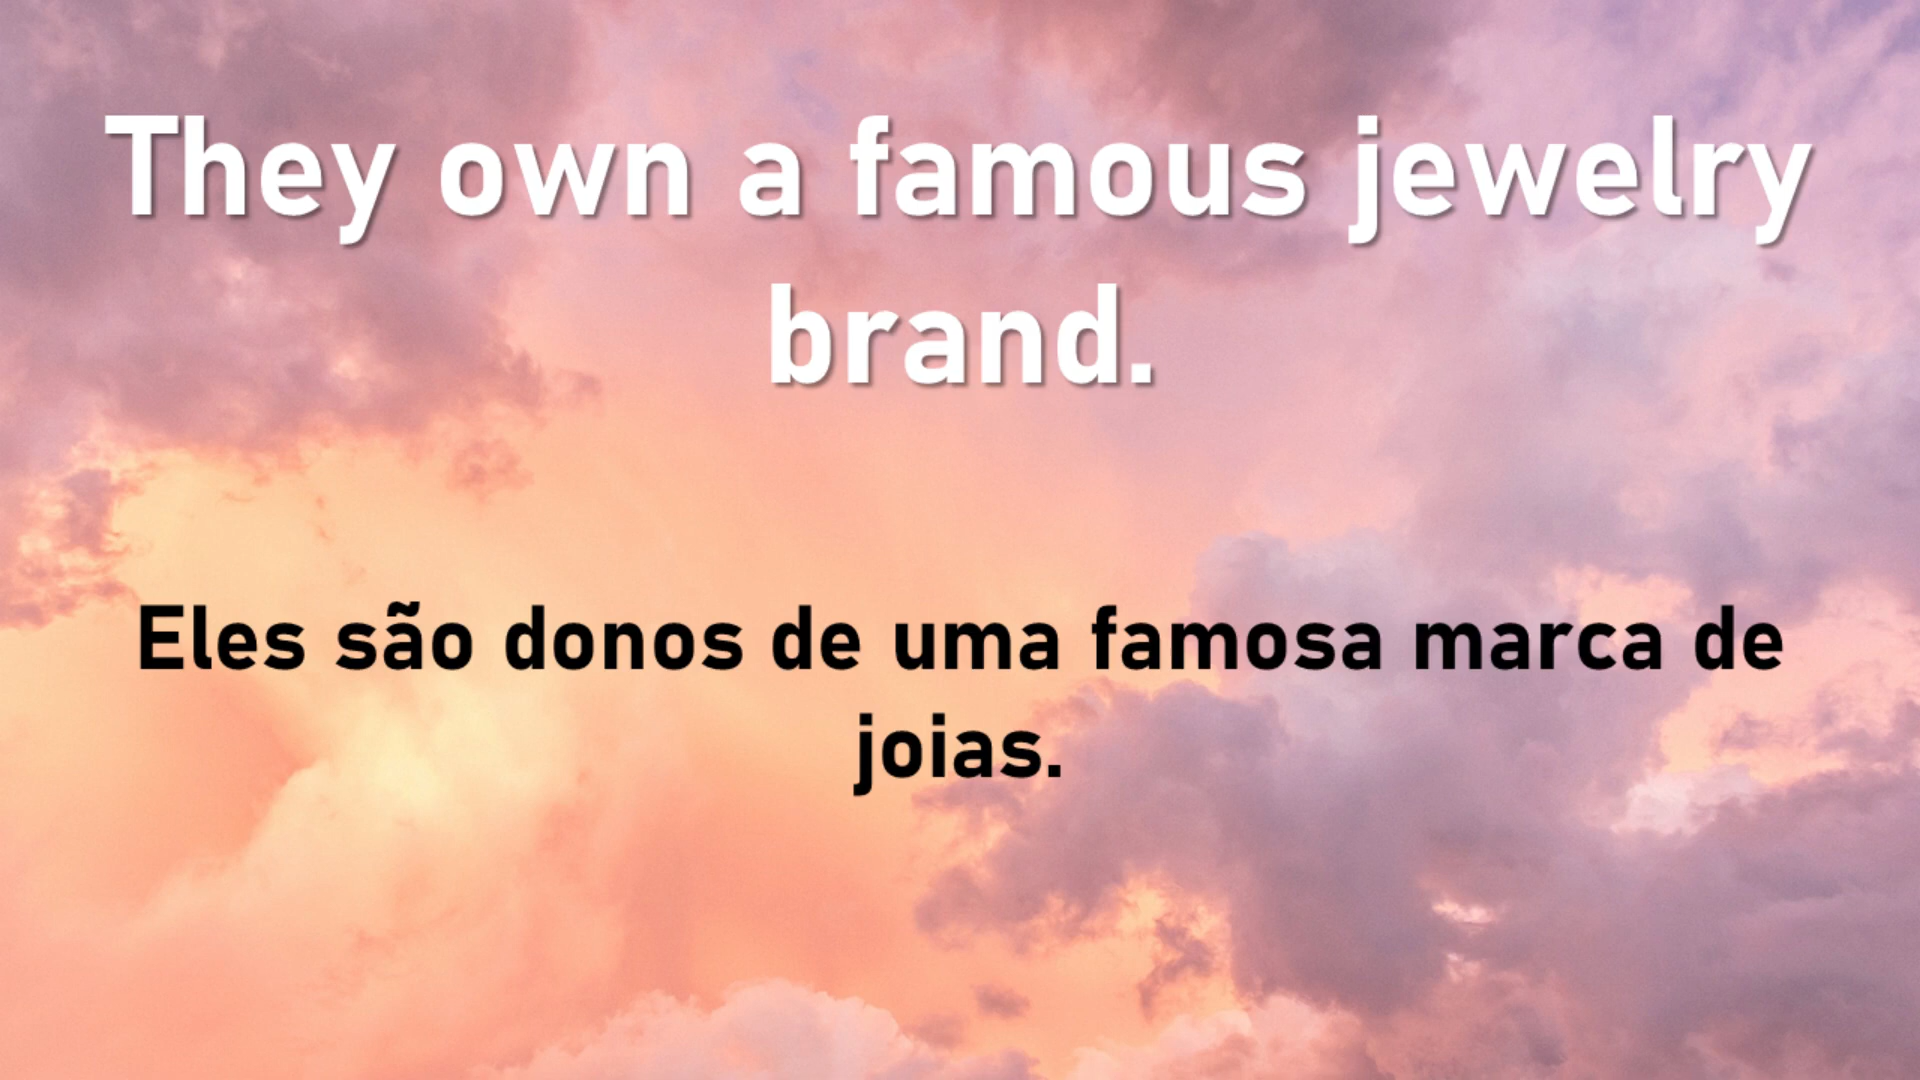 They own a famous jewelry
brand.
Eles são donos de uma famosa marca de
joias.